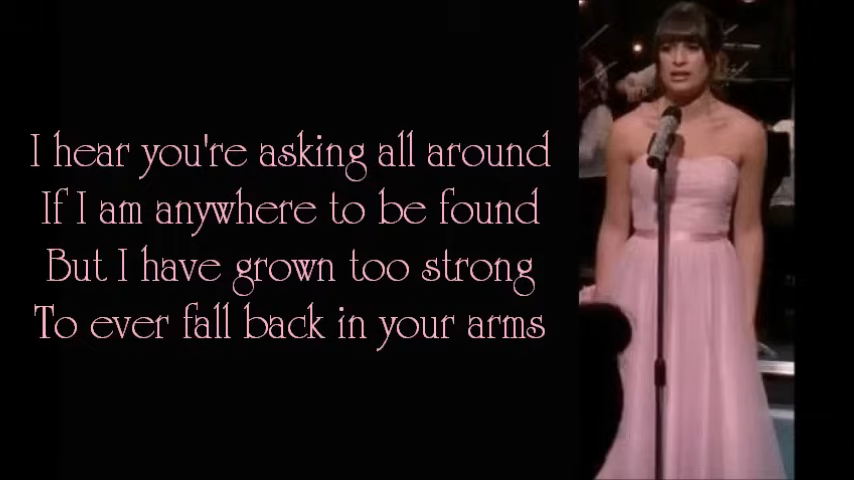 I hear you're asking all around
If I am anywhere to be found
But I have grown too strong
To ever fall back in your arms